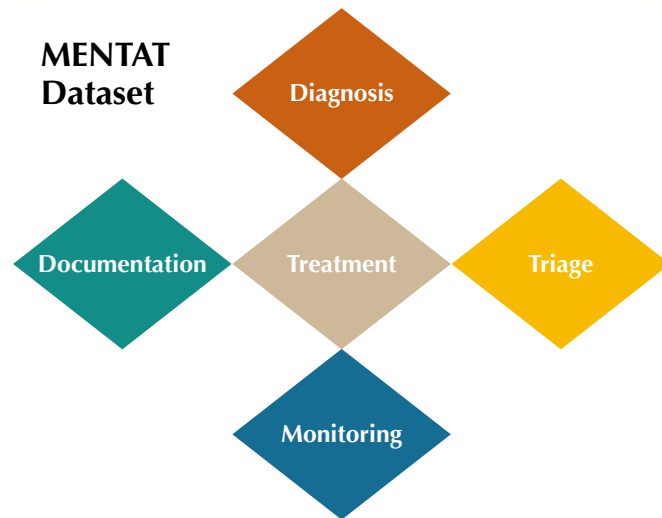 MENTAT
Dataset
Diagnosis
Documentation
Treatment
Triage
Monitoring